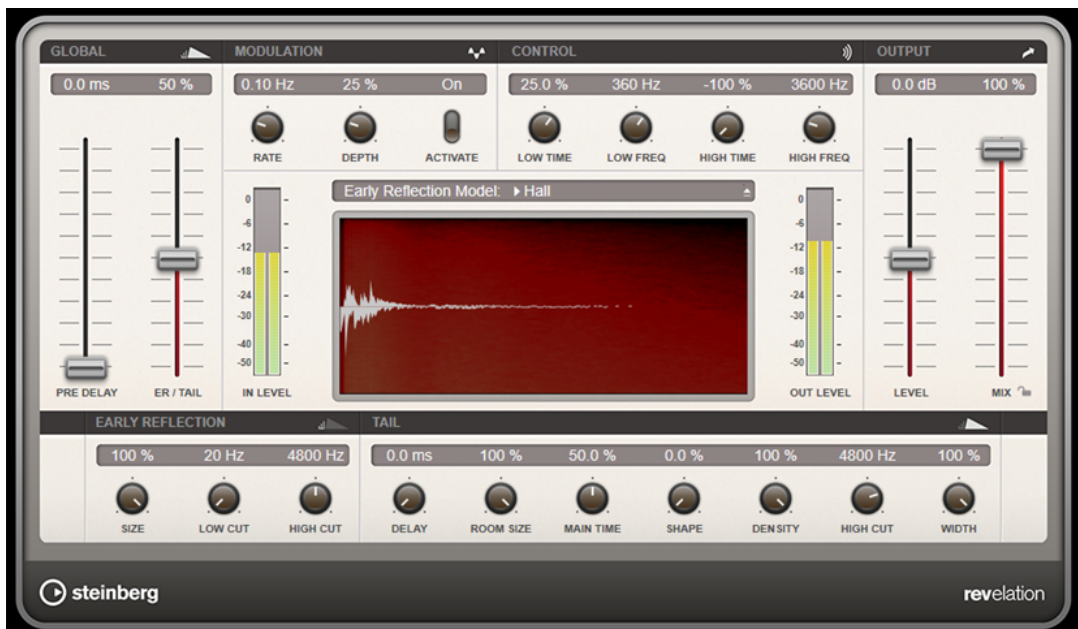 GLOBAL MODULATION CONTROL OUTPUT
0.0 ms 50 % 0.10 Hz 25 % On 25.0 % 360 Hz -100 % 3600 Hz 0.0 dB 100 %
RATE DEPTH ACTIVATE LOW TIME LOW FREQ HIGH TIME HIGH FREQ
Early Reflection Model: Hall
0 0
-6 -6
-12 -12
-18 -18
-24 -24
-30 -30
-40 -40
-50 -50
PRE DELAY ER / TAIL IN LEVEL OUT LEVEL LEVEL MIX
EARLY REFLECTION TAIL
100 % 20 Hz 4800 Hz 0.0 ms 100 % 50.0 % 0.0 % 100 % 4800 Hz 100 %
SIZE LOW CUT HIGH CUT DELAY ROOM SIZE MAIN TIME SHAPE DENSITY HIGH CUT WIDTH
steinberg revelation